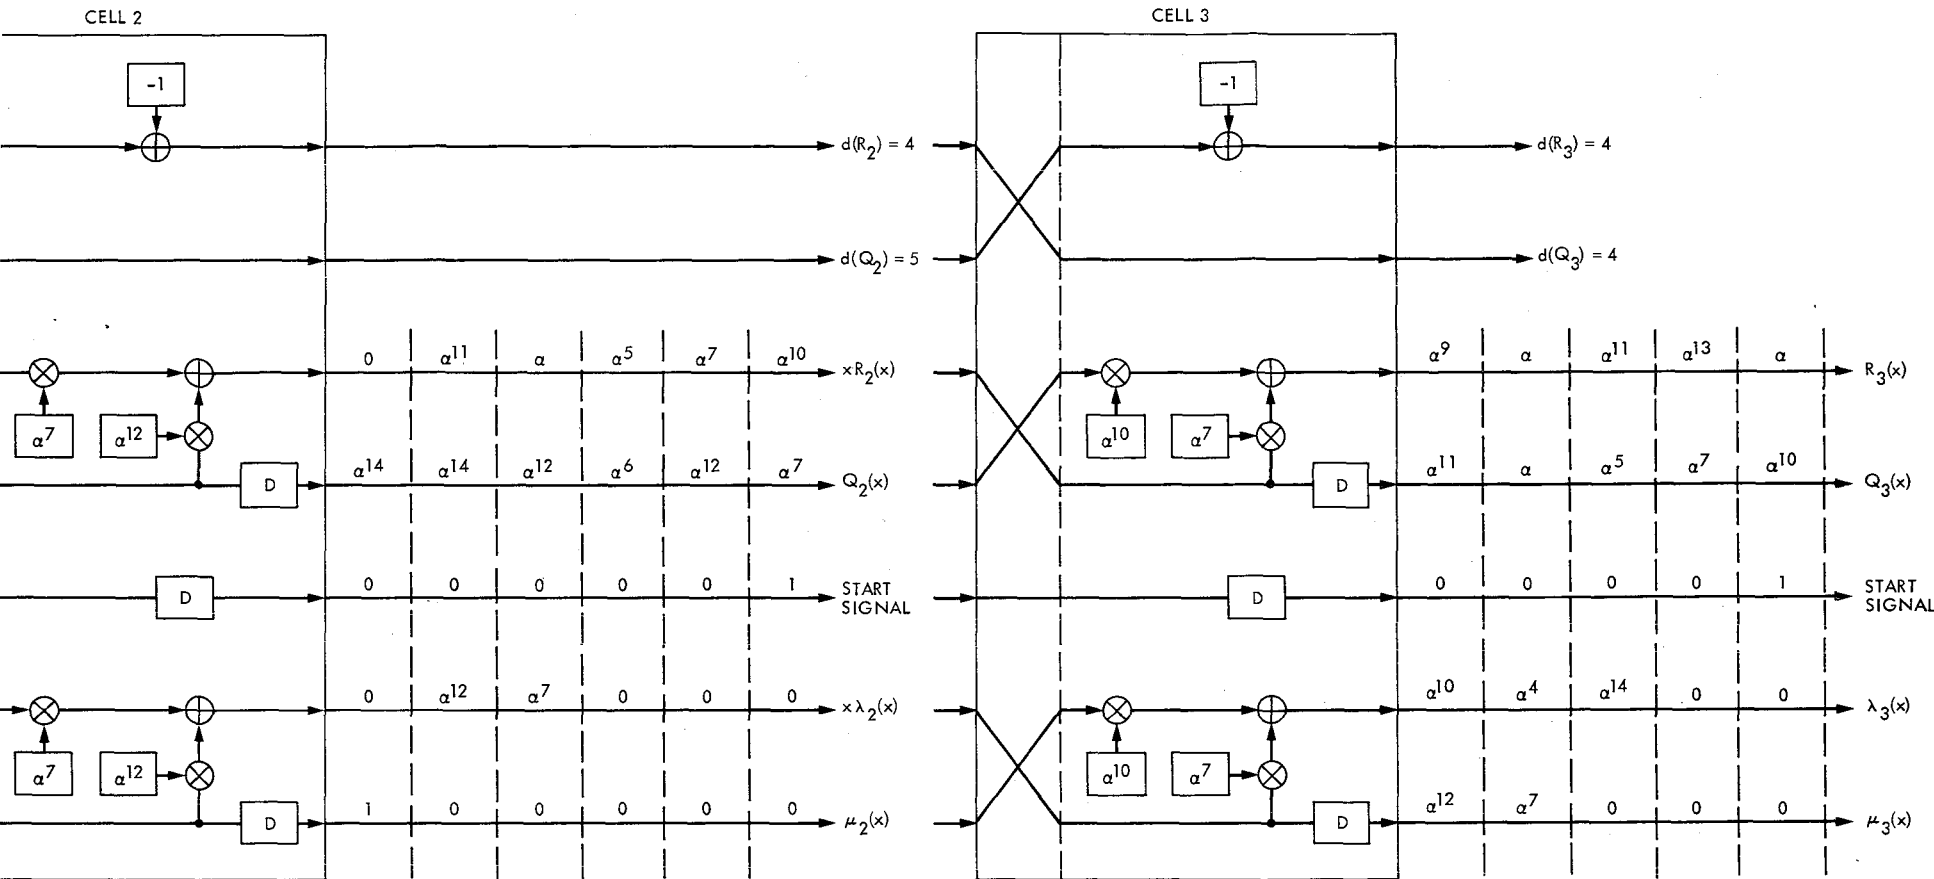 CELL 2
CELL 3
-1
-1
d(R₂) = 4
d(R₃) = 4
d(Q₂) = 5
d(Q₃) = 4
0 α¹¹ α α⁵ α⁷ α¹⁰ xR₂(x)
α⁹ α α¹¹ α¹³ α R₃(x)
α⁷ α¹²
α¹⁰ α⁷
α¹⁴ α¹⁴ α¹² α⁶ α¹² α⁷ Q₂(x)
D
D
α¹¹ α α⁵ α⁷ α¹⁰ Q₃(x)
D
0 0 0 0 0 1 START
SIGNAL
D
0 0 0 0 1 START
SIGNAL
0 α¹² α⁷ 0 0 0 xλ₂(x)
α¹⁰ α⁴ α¹⁴ 0 0 λ₃(x)
α⁷ α¹²
α¹⁰ α⁷
D
1 0 0 0 0 0 μ₂(x)
D
α¹² α⁷ 0 0 0 μ₃(x)